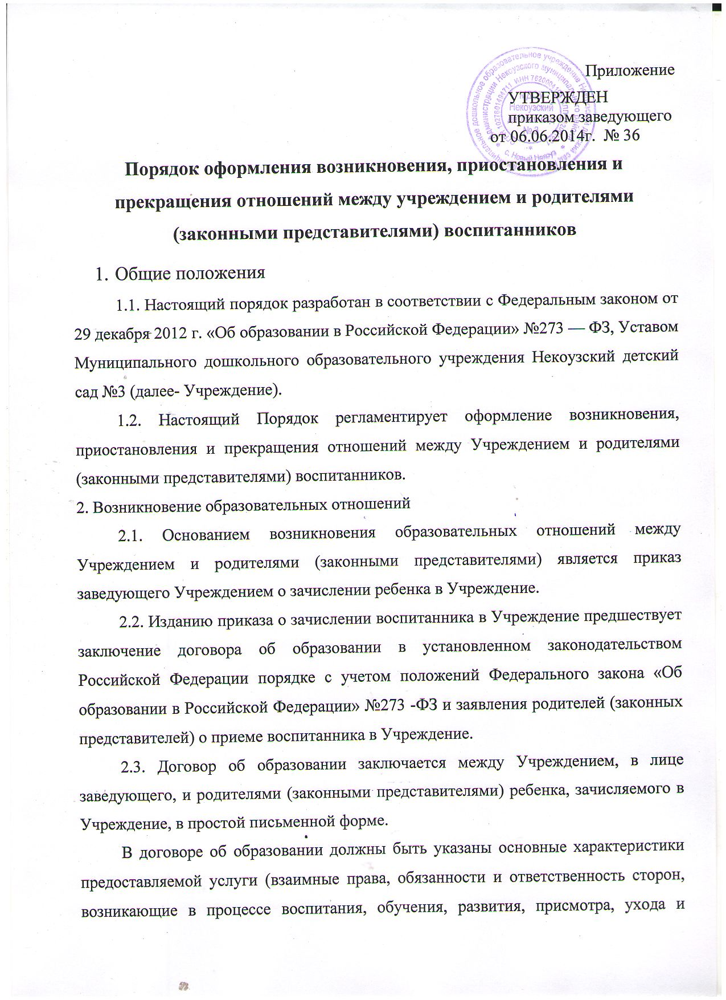 Приложение
УТВЕРЖДЕН
приказом заведующего
от 06.06.2014г.  № 36
Некоузский
с. Новый Некоуз
Порядок оформления возникновения, приостановления и
прекращения отношений между учреждением и родителями
(законными представителями) воспитанников
1. Общие положения
1.1. Настоящий порядок разработан в соответствии с Федеральным законом от
29 декабря 2012 г. «Об образовании в Российской Федерации» №273 — ФЗ, Уставом
Муниципального дошкольного образовательного учреждения Некоузский детский
сад №3 (далее- Учреждение).
1.2. Настоящий Порядок регламентирует оформление возникновения,
приостановления и прекращения отношений между Учреждением и родителями
(законными представителями) воспитанников.
2. Возникновение образовательных отношений
2.1. Основанием возникновения образовательных отношений между
Учреждением и родителями (законными представителями) является приказ
заведующего Учреждением о зачислении ребенка в Учреждение.
2.2. Изданию приказа о зачислении воспитанника в Учреждение предшествует
заключение договора об образовании в установленном законодательством
Российской Федерации порядке с учетом положений Федерального закона «Об
образовании в Российской Федерации» №273 -ФЗ и заявления родителей (законных
представителей) о приеме воспитанника в Учреждение.
2.3. Договор об образовании заключается между Учреждением, в лице
заведующего, и родителями (законными представителями) ребенка, зачисляемого в
Учреждение, в простой письменной форме.
В договоре об образовании должны быть указаны основные характеристики
предоставляемой услуги (взаимные права, обязанности и ответственность сторон,
возникающие в процессе воспитания, обучения, развития, присмотра, ухода и